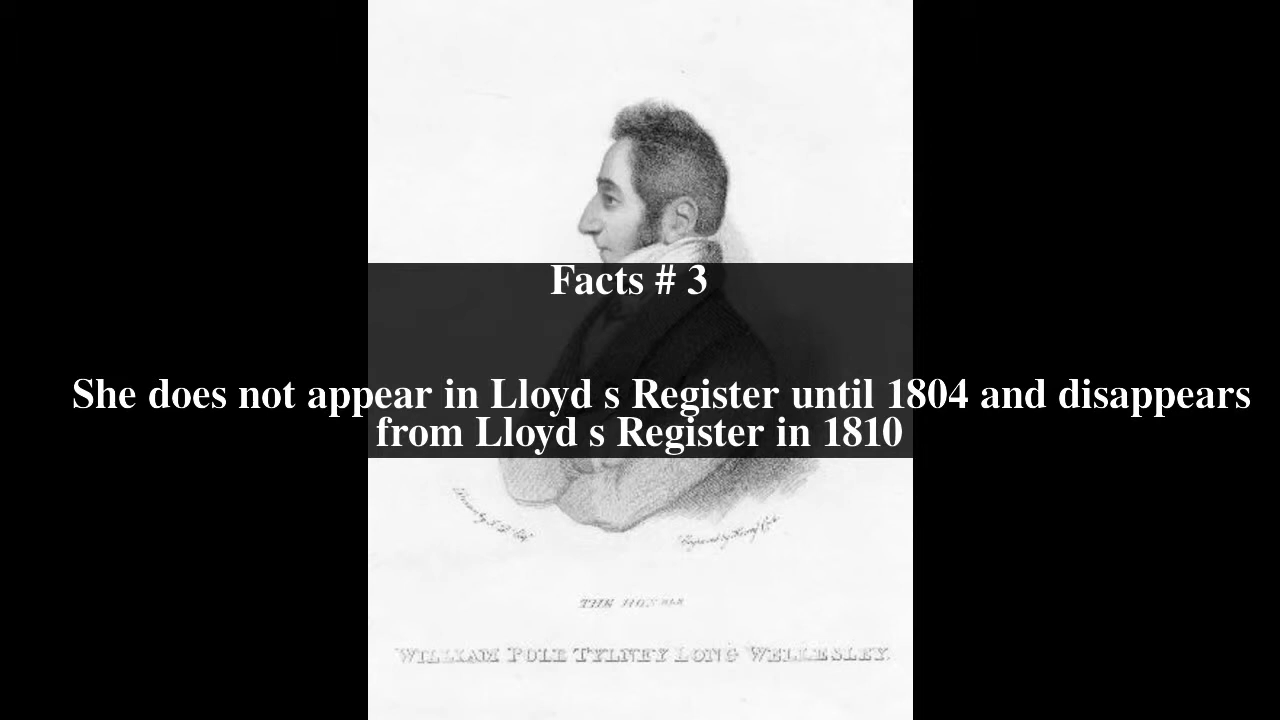 Facts # 3
She does not appear in Lloyd s Register until 1804 and disappears
from Lloyd s Register in 1810
THE HONBLE
WILLIAM POLE TYLNEY LONG WELLESLEY.